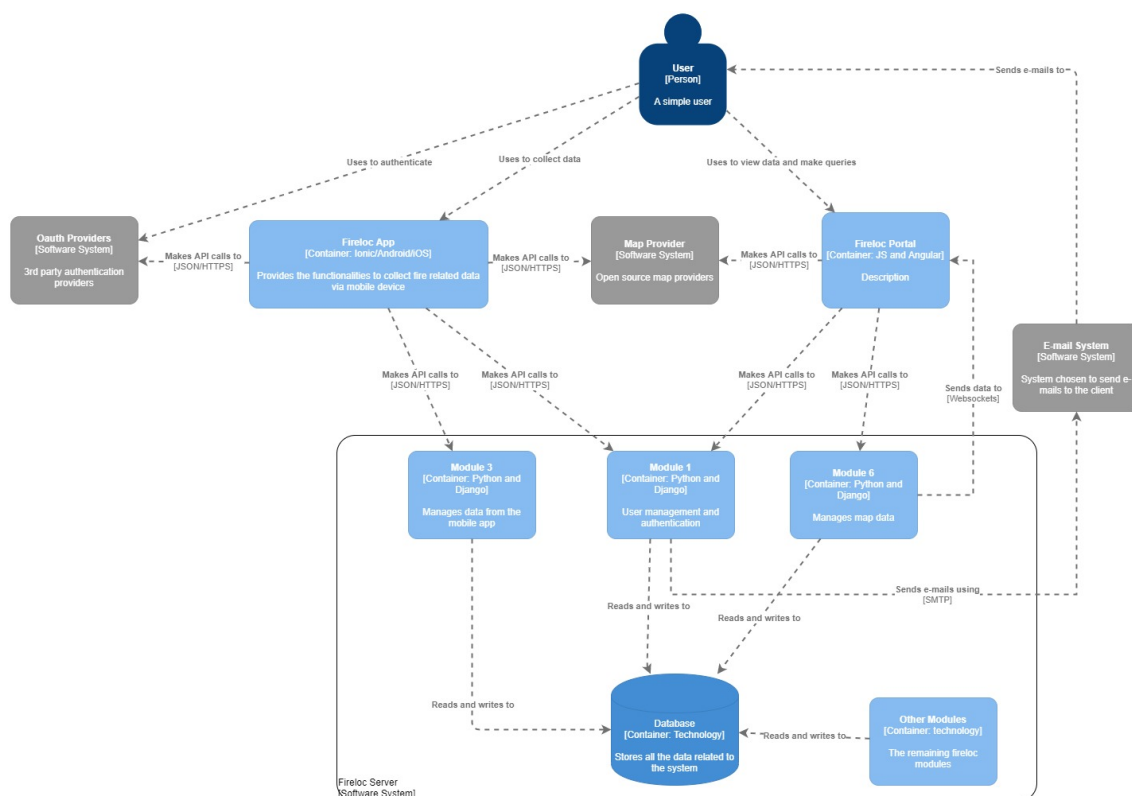 User
[Person]
A simple user
Sends e-mails to
Uses to authenticate
Uses to collect data
Uses to view data and make queries
Oauth Providers
[Software System]
3rd party authentication
providers
Makes API calls to
[JSON/HTTPS]
Fireloc App
[Container: Ionic/Android/iOS]
Provides the functionalities to collect fire related data
via mobile device
Makes API calls to
[JSON/HTTPS]
Map Provider
[Software System]
Open source map providers
Makes API calls to
[JSON/HTTPS]
Fireloc Portal
[Container: JS and Angular]
Description
E-mail System
[Software System]
System chosen to send e-
mails to the client
Makes API calls to
[JSON/HTTPS]
Makes API calls to
[JSON/HTTPS]
Makes API calls to
[JSON/HTTPS]
Makes API calls to
[JSON/HTTPS]
Sends data to
[Websockets]
Module 3
[Container: Python and
Django]
Manages data from the
mobile app
Module 1
[Container: Python and
Django]
User management and
authentication
Module 6
[Container: Python and
Django]
Manages map data
Sends e-mails using
[SMTP]
Reads and writes to
Reads and writes to
Reads and writes to
Database
[Container: Technology]
Stores all the data related to
the system
Reads and writes to
Other Modules
[Container: technology]
The remaining fireloc
modules
Fireloc Server
[Software System]